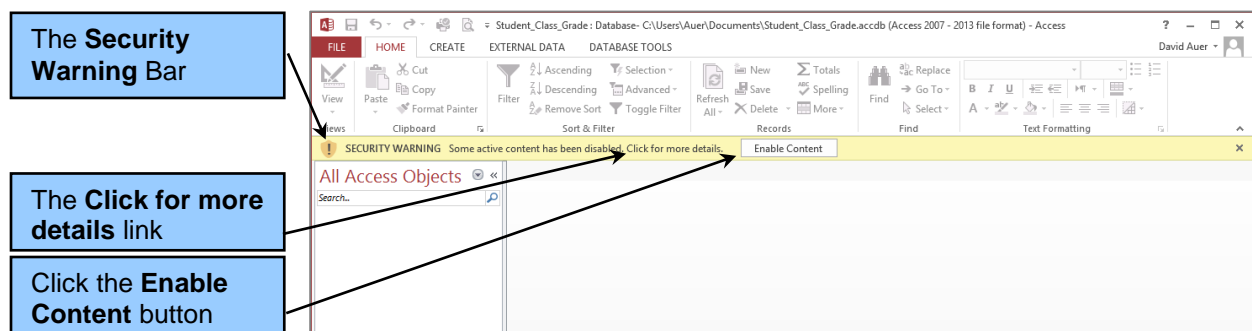 The Security
Warning Bar
The Click for more
details link
Click the Enable
Content button
Student_Class_Grade : Database- C:\Users\Auer\Documents\Student_Class_Grade.accdb (Access 2007 - 2013 file format) - Access
FILE HOME CREATE EXTERNAL DATA DATABASE TOOLS David Auer
View
Views
Paste
Cut
Copy
Format Painter
Clipboard
Filter
Ascending
Descending
Remove Sort
Selection
Advanced
Toggle Filter
Sort & Filter
Refresh
All
New
Save
Delete
Totals
Spelling
More
Records
Find
Replace
Go To
Select
Find
B I U
A
Text Formatting
SECURITY WARNING Some active content has been disabled. Click for more details. Enable Content
All Access Objects
Search..